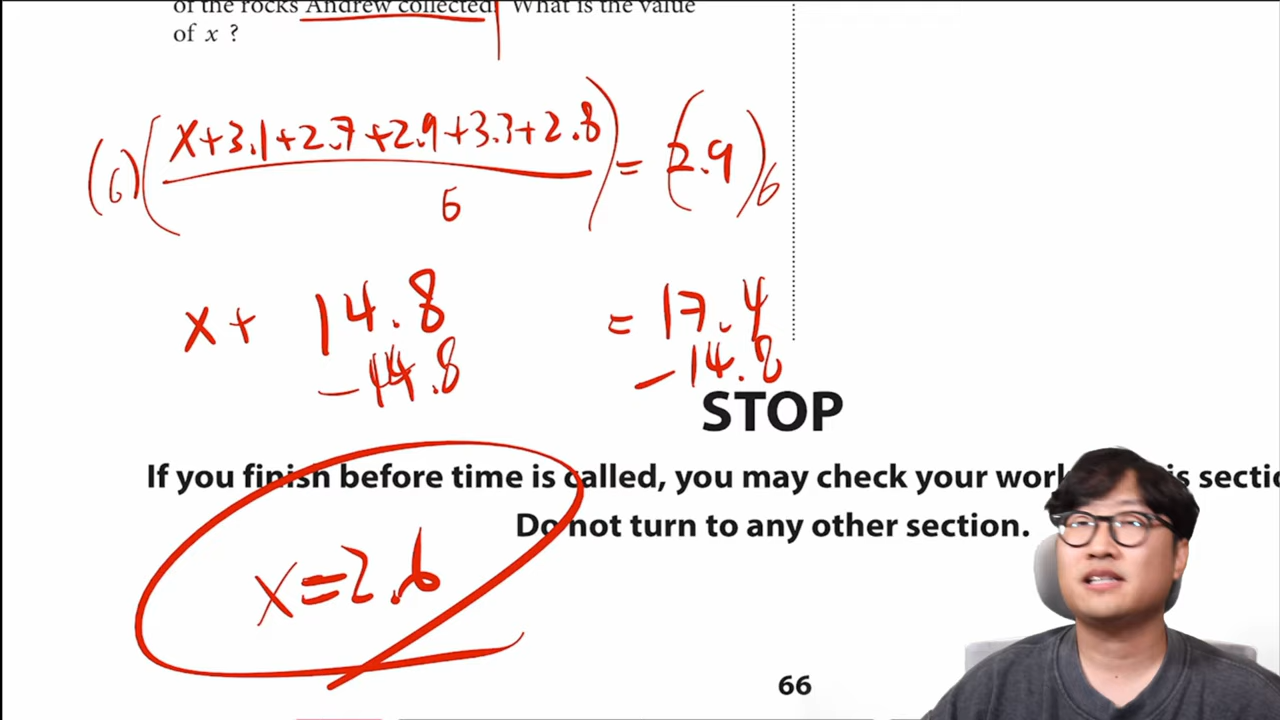 of the rocks Andrew collected. What is the value
of x ?
(6)(x+3.1+2.7+2.9+3.3+2.8) = (2.9)6
6
x+ 14.8 = 17.4
-14.8 -14.8
STOP
If you finish before time is called, you may check your work is section
Do not turn to any other section.
x=2.6
66